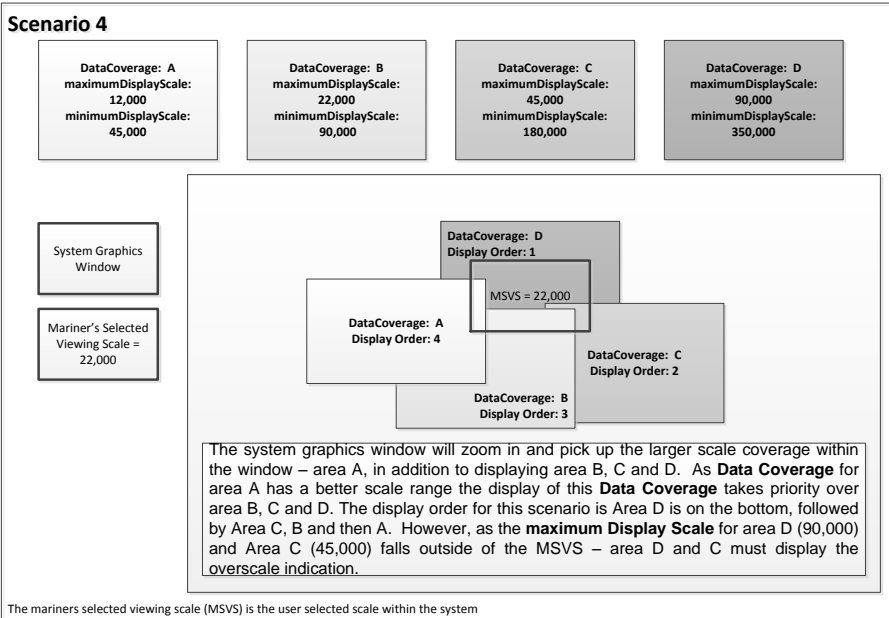 Scenario 4
DataCoverage: A
maximumDisplayScale:
12,000
minimumDisplayScale:
45,000
DataCoverage: B
maximumDisplayScale:
22,000
minimumDisplayScale:
90,000
DataCoverage: C
maximumDisplayScale:
45,000
minimumDisplayScale:
180,000
DataCoverage: D
maximumDisplayScale:
90,000
minimumDisplayScale:
350,000
System Graphics
Window
Mariner's Selected
Viewing Scale =
22,000
DataCoverage: D
Display Order: 1
MSVS = 22,000
DataCoverage: A
Display Order: 4
DataCoverage: C
Display Order: 2
DataCoverage: B
Display Order: 3
The system graphics window will zoom in and pick up the larger scale coverage within
the window – area A, in addition to displaying area B, C and D. As Data Coverage for
area A has a better scale range the display of this Data Coverage takes priority over
area B, C and D. The display order for this scenario is Area D is on the bottom, followed
by Area C, B and then A. However, as the maximum Display Scale for area D (90,000)
and Area C (45,000) falls outside of the MSVS – area D and C must display the
overscale indication.
The mariners selected viewing scale (MSVS) is the user selected scale within the system